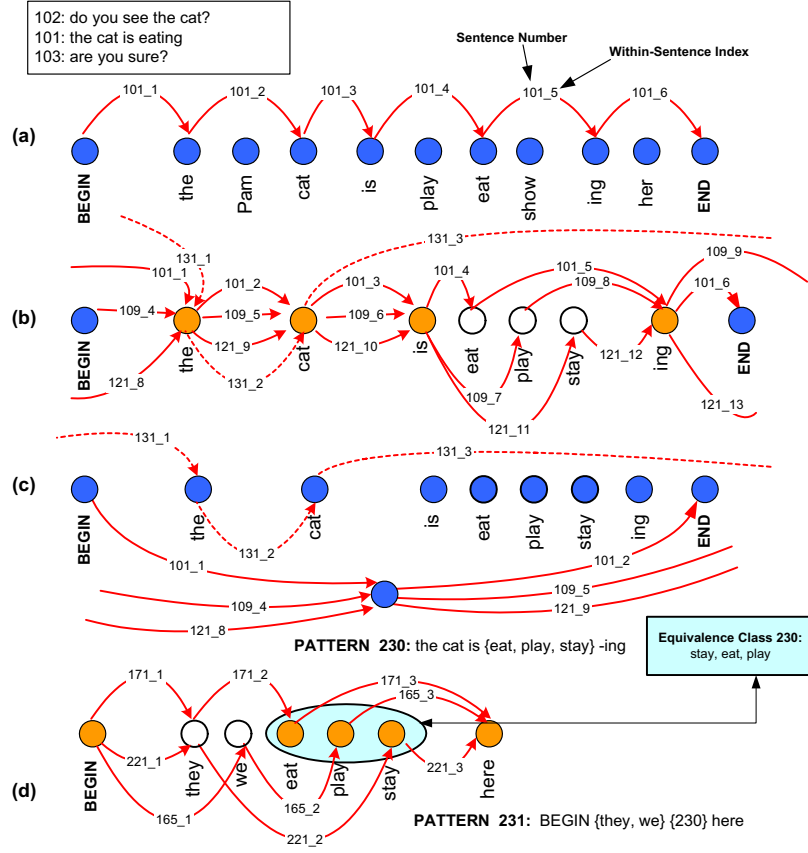 102: do you see the cat?
101: the cat is eating
103: are you sure?
Sentence Number
Within-Sentence Index
(a)
101_1
101_2
101_3
101_4
101_5
101_6
BEGIN
the
Pam
cat
is
play
eat
show
ing
her
END
(b)
131_1
101_1
109_4
121_8
101_2
109_5
121_9
131_2
131_3
101_3
109_6
121_10
101_4
109_7
121_11
101_5
109_8
121_12
109_9
101_6
121_13
BEGIN
the
cat
is
eat
play
stay
ing
END
(c)
131_1
131_2
131_3
BEGIN
the
cat
is
eat
play
stay
ing
END
101_1
109_4
121_8
101_2
109_5
121_9
PATTERN 230: the cat is {eat, play, stay} -ing
Equivalence Class 230:
stay, eat, play
(d)
171_1
171_2
171_3
165_3
221_1
165_1
165_2
221_2
221_3
BEGIN
they
we
eat
play
stay
here
PATTERN 231: BEGIN {they, we} {230} here